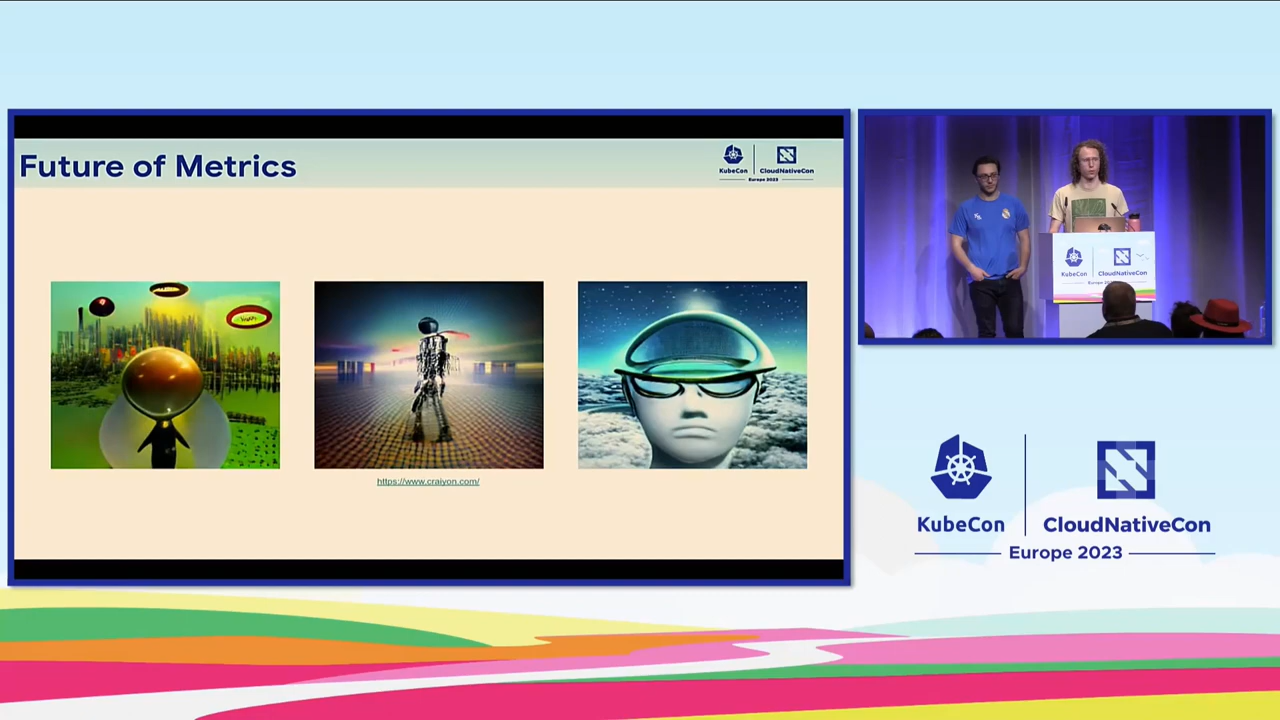 Future of Metrics
KubeCon
CloudNativeCon
Europe 2023
https://www.craiyon.com/
KubeCon
CloudNativeCon
KubeCon
CloudNativeCon
Europe 2023